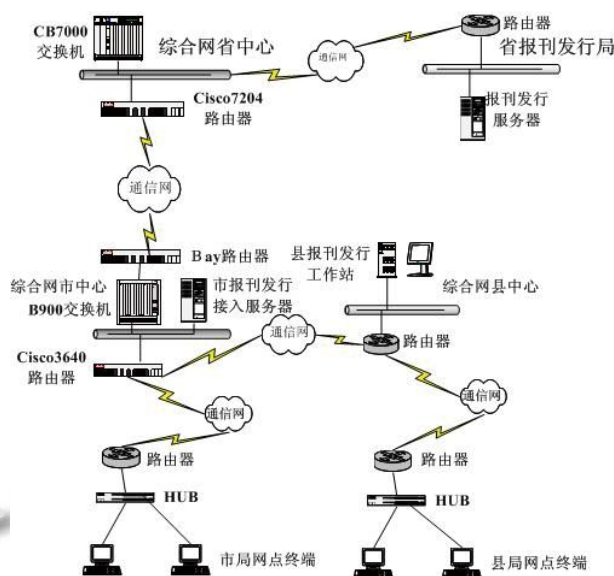 CB7000
交换机
综合网省中心
通信网
路由器
省报刊发行局
Cisco7204
路由器
报刊发行
服务器
通信网
Bay路由器
县报刊发行
工作站
综合网市中心
B900交换机
市报刊发行
接入服务器
综合网县中心
通信网
Cisco3640
路由器
路由器
通信网
通信网
路由器
路由器
HUB
HUB
市局网点终端
县局网点终端